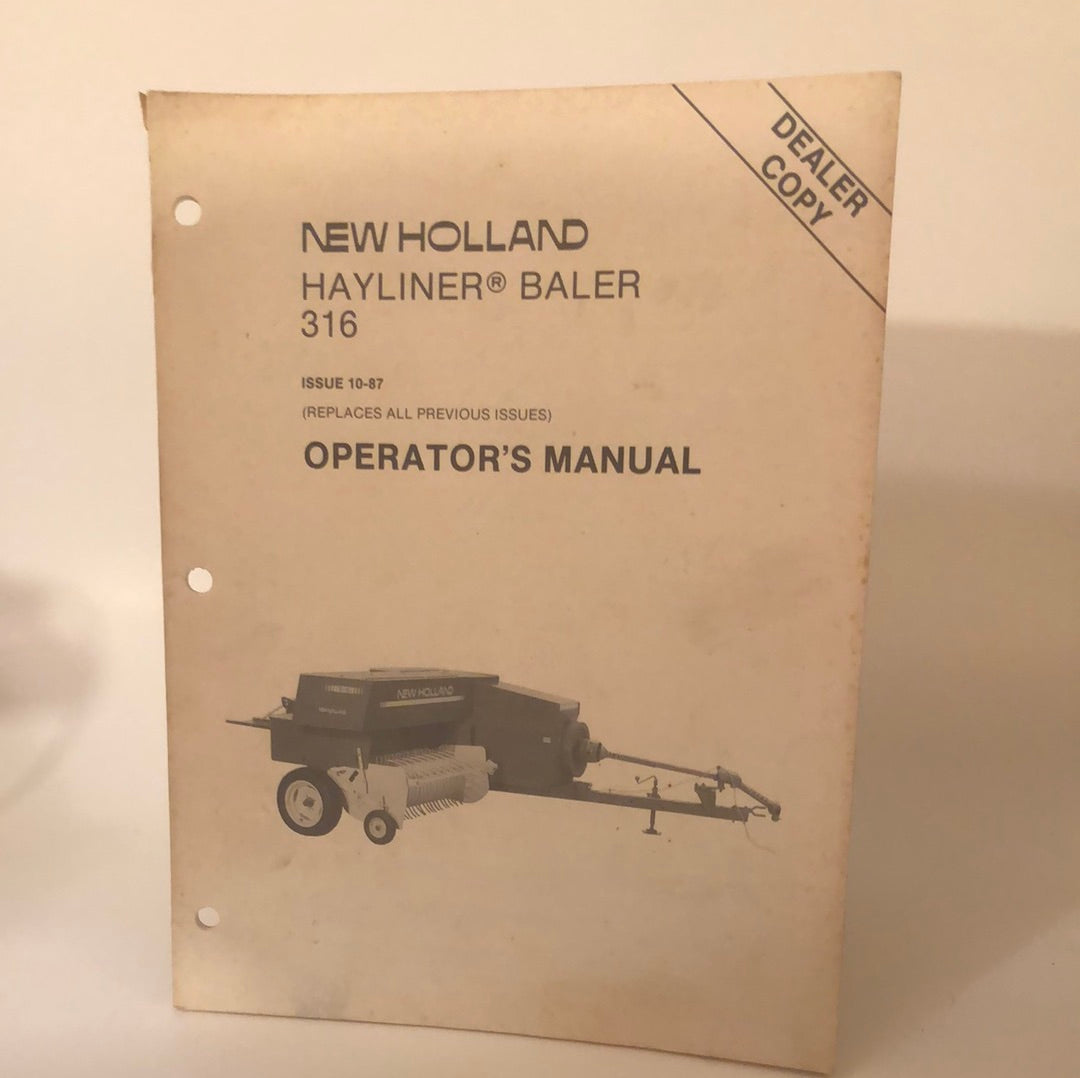 DEALER
COPY
NEW HOLLAND
HAYLINER® BALER
316
ISSUE 10-87
(REPLACES ALL PREVIOUS ISSUES)
OPERATOR'S MANUAL
NEW HOLLAND